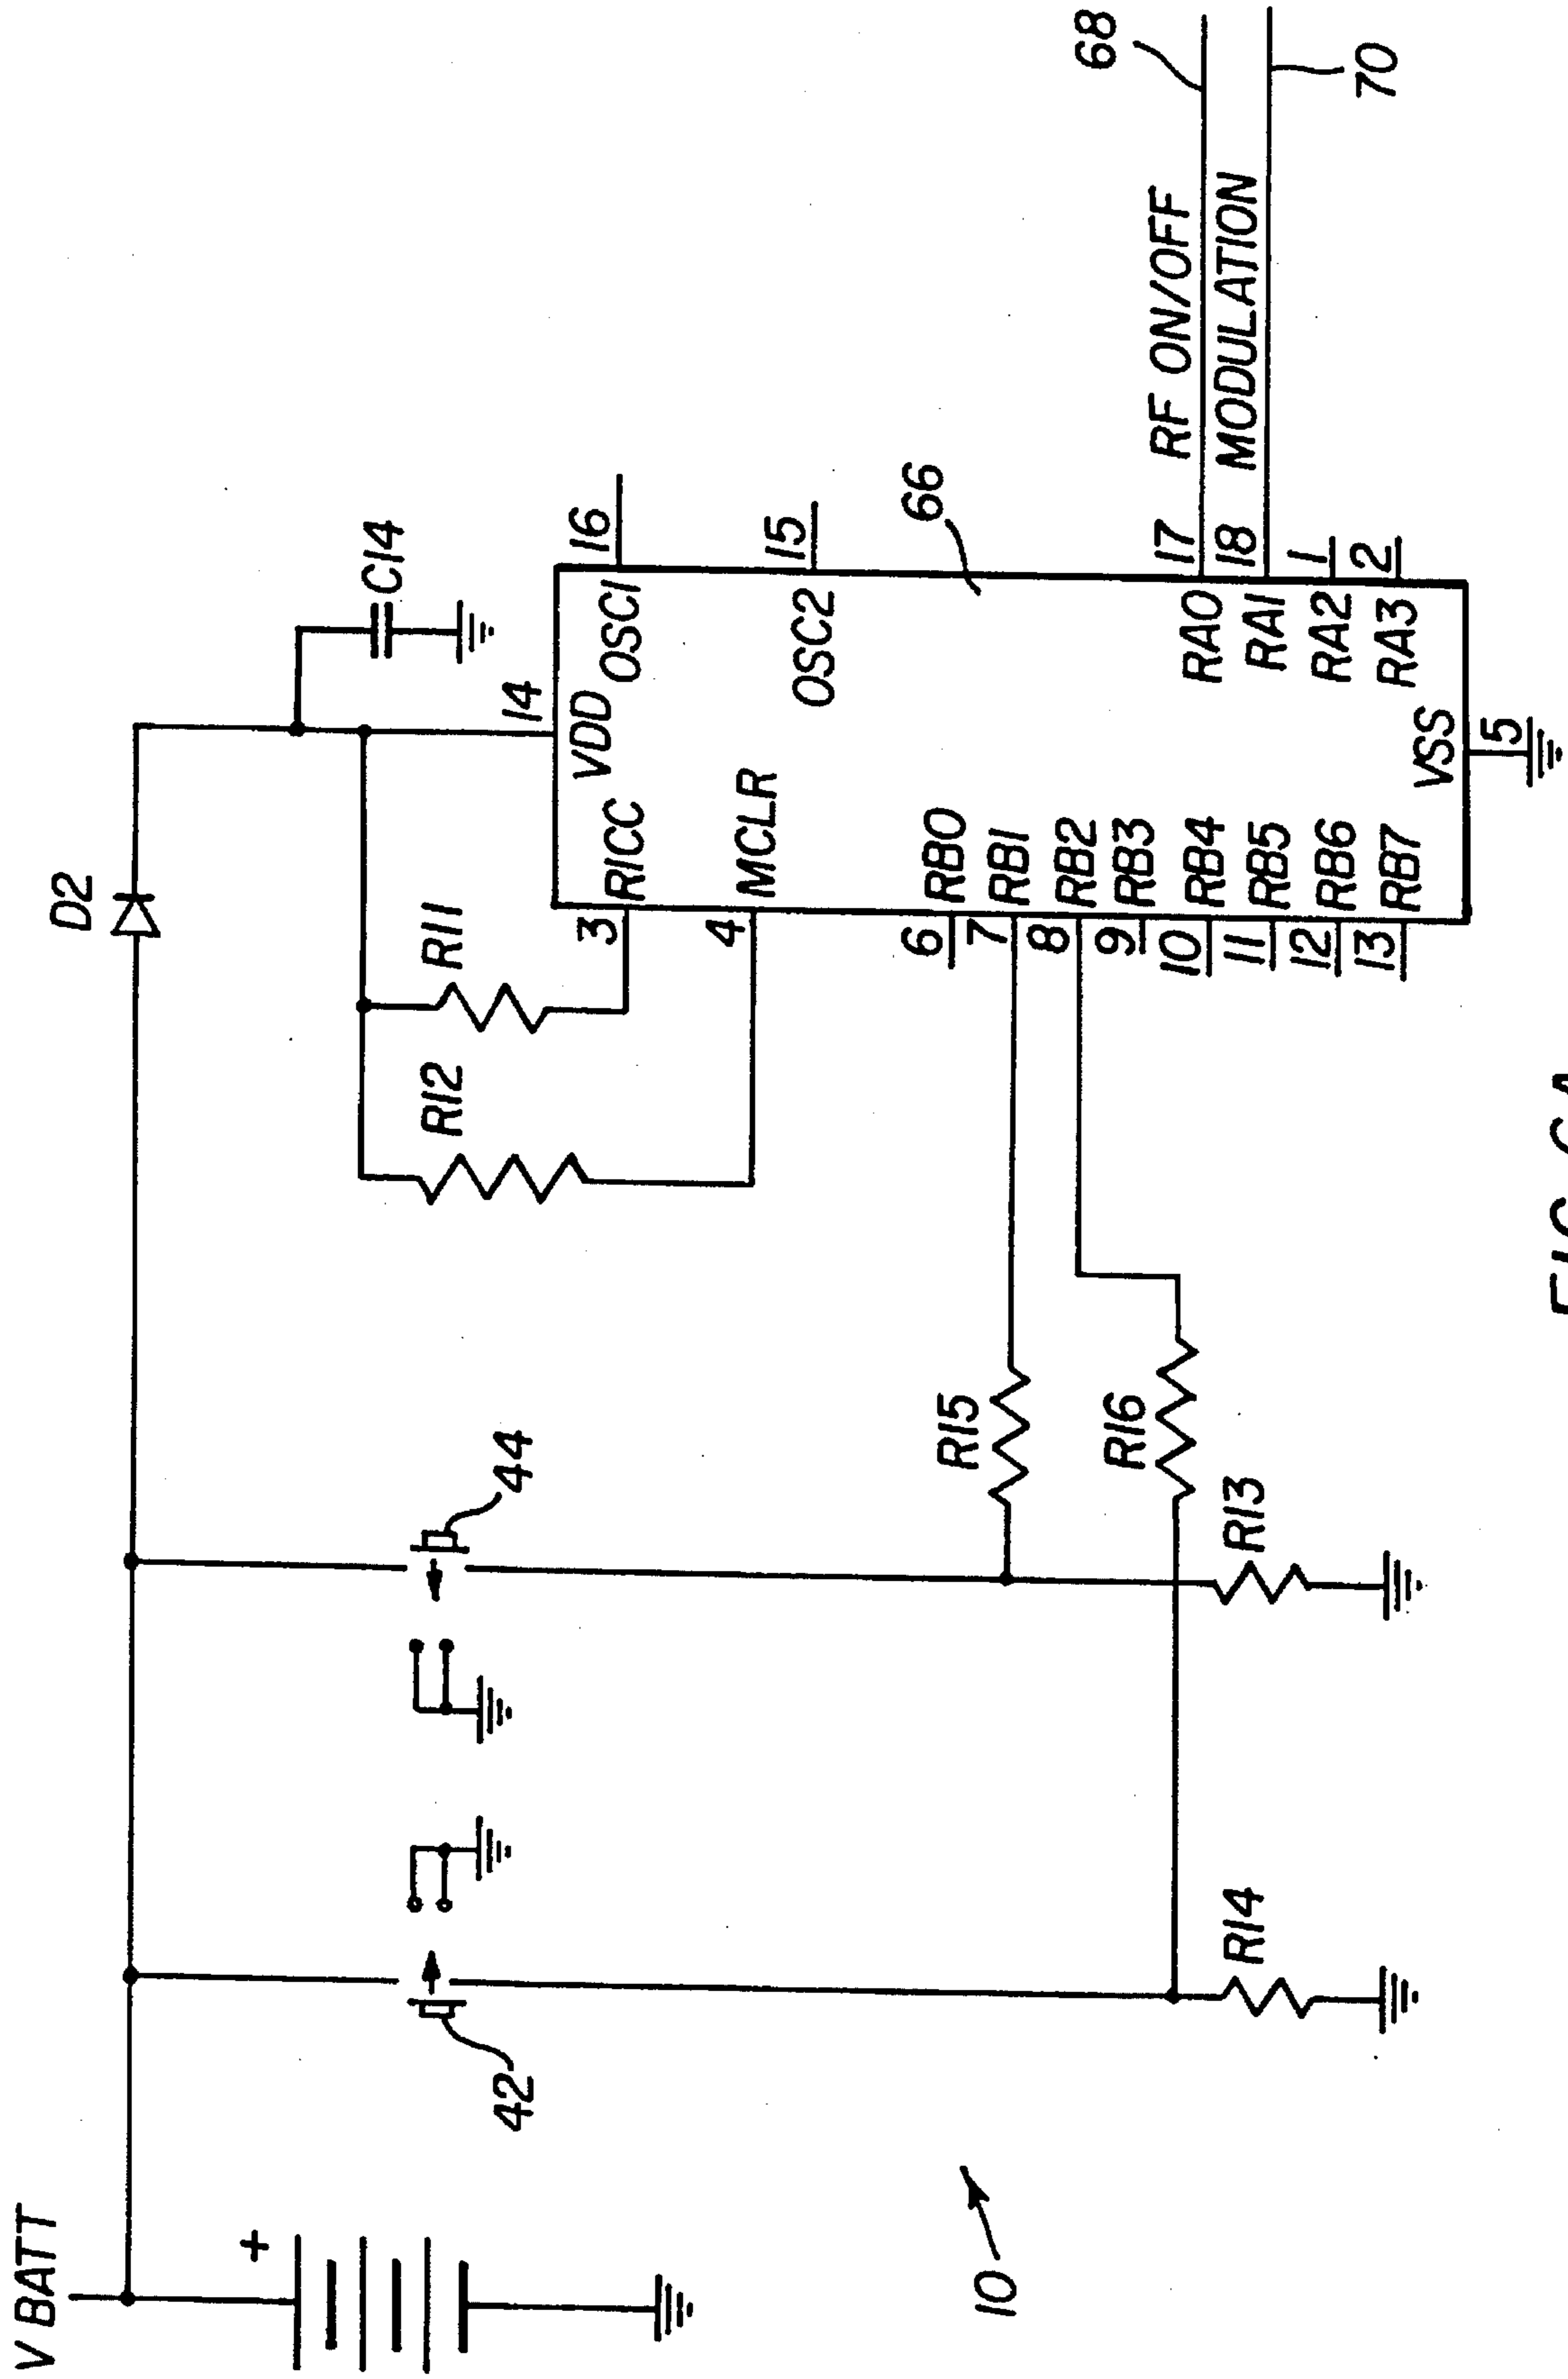 V BATT
+
D2
C14
14
VDD
16
OSC1
15
OSC2
66
R11
R12
3
RICC
4
MCLR
42
44
6
RB0
7
RB1
8
RB2
9
RB3
10
RB4
11
RB5
12
RB6
13
RB7
17
RA0
RF ON/OFF
68
18
RA1
MODULATION
70
1
RA2
2
RA3
VSS
5
R15
R16
R13
R14
10